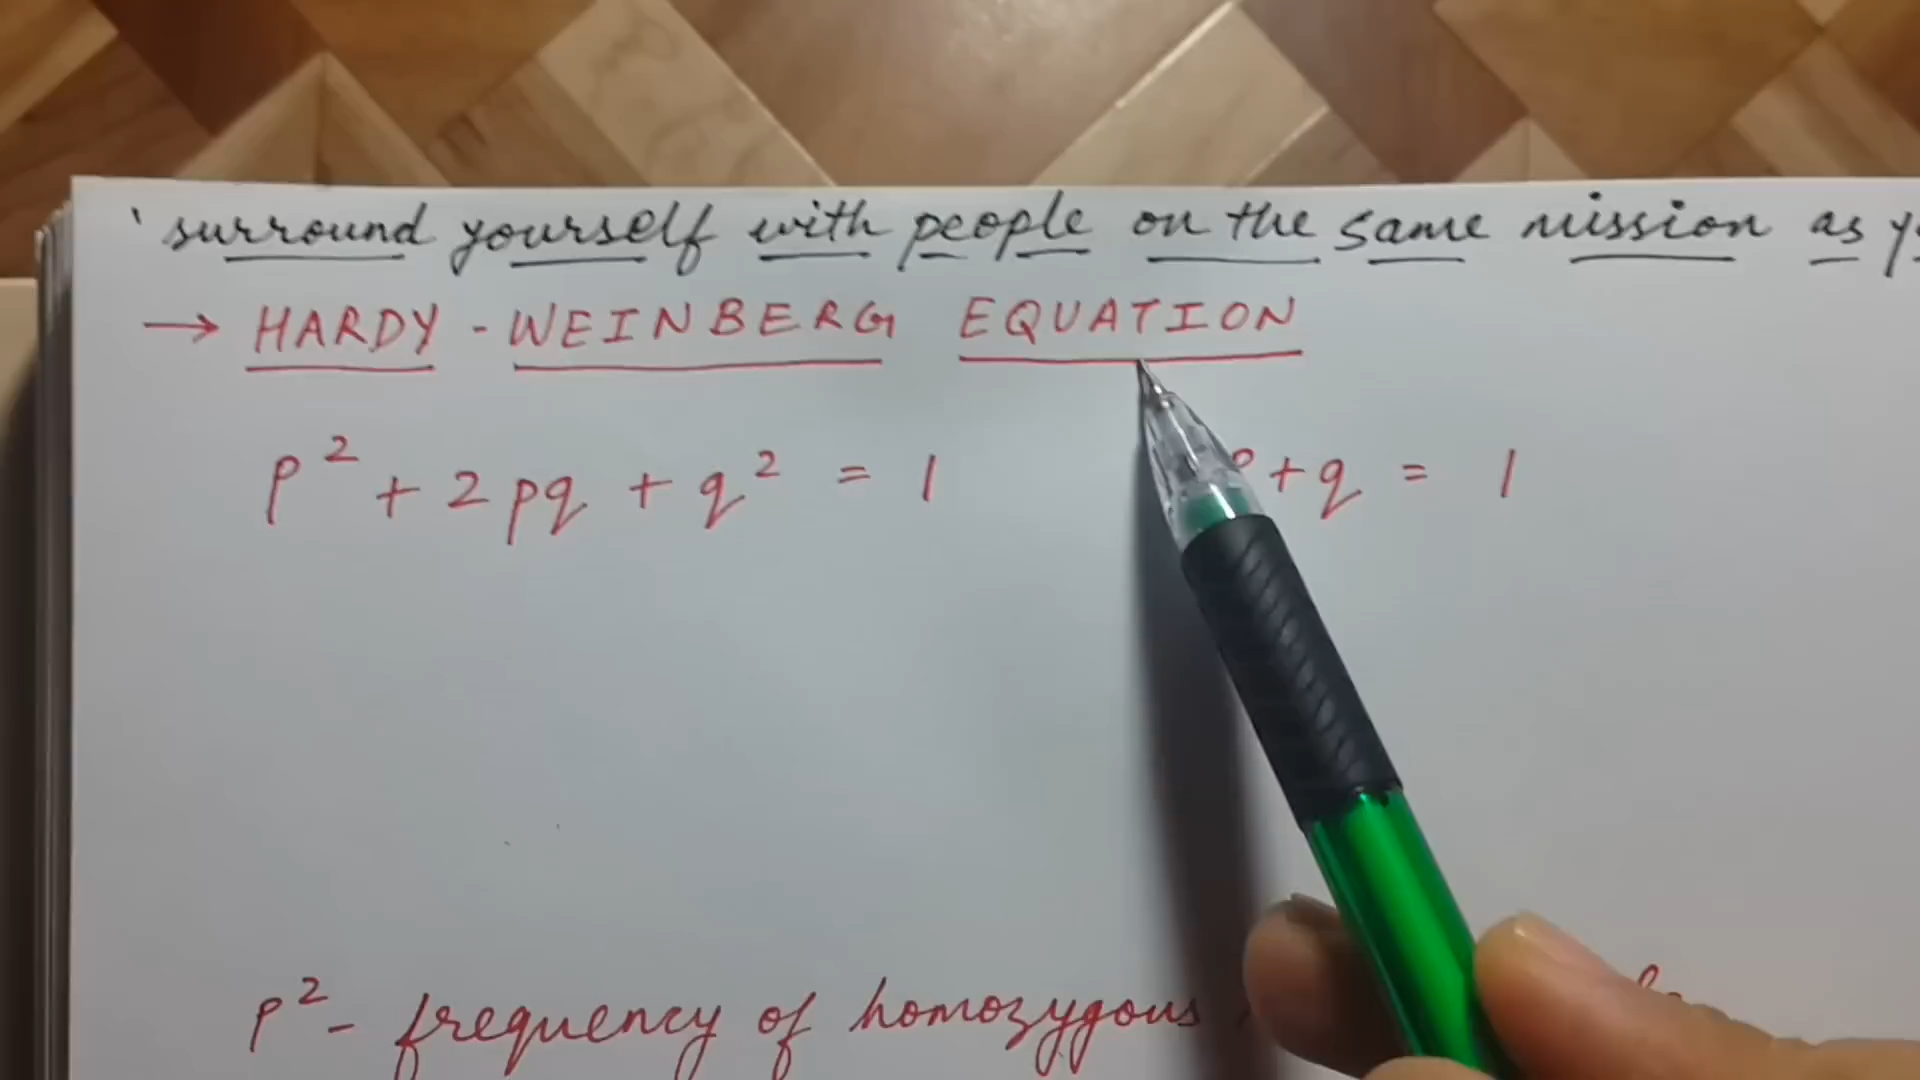 ' surround yourself with people on the same mission as
→ HARDY - WEINBERG EQUATION
p² + 2pq + q² = 1 p + q = 1
p² - frequency of homozygous